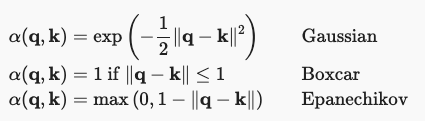 α(q, k) = exp(−1/2 ‖q − k‖²) Gaussian
α(q, k) = 1 if ‖q − k‖ ≤ 1 Boxcar
α(q, k) = max (0, 1 − ‖q − k‖) Epanechikov